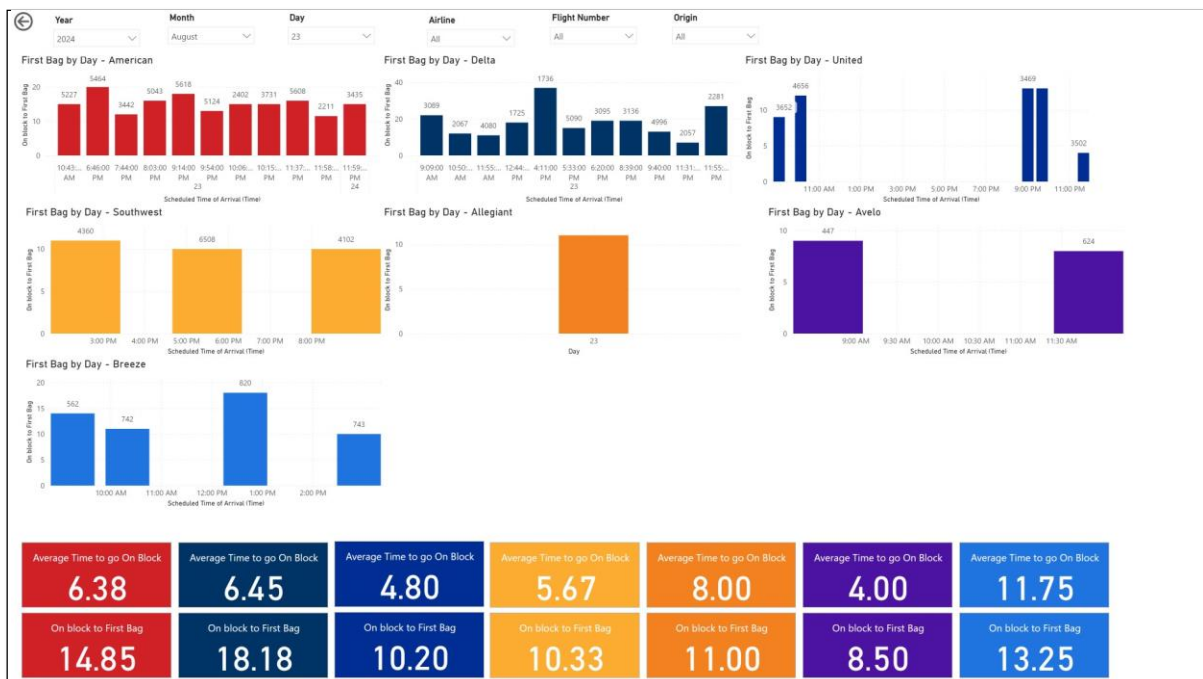 Year Month Day Airline Flight Number Origin
2024 August 23 All All All
First Bag by Day - American
On block to First Bag
20
10
0
5227 5464 3442 5043 5618 5124 2402 3731 5608 2211 3435
10:43:... 6:46:00 7:44:00 8:03:00 9:14:00 9:54:00 10:06:... 10:15:... 11:37:... 11:58:... 11:59:...
AM PM PM PM PM PM PM PM PM PM PM
23 24
Scheduled Time of Arrival (Time)
First Bag by Day - Delta
On block to First Bag
40
20
0
3089 2067 4080 1725 1736 5090 3095 3136 4996 2057 2281
9:09:00 10:50:... 11:55:... 12:44:... 4:11:00 5:33:00 6:20:00 8:39:00 9:40:00 11:31:... 11:55:...
AM AM AM PM PM PM PM PM PM PM PM
23
Scheduled Time of Arrival (Time)
First Bag by Day - United
On block to First Bag
10
5
0
3652 4656 3469 3502
11:00 AM 1:00 PM 3:00 PM 5:00 PM 7:00 PM 9:00 PM 11:00 PM
Scheduled Time of Arrival (Time)
First Bag by Day - Southwest
On block to First Bag
10
5
0
4360 6508 4102
3:00 PM 4:00 PM 5:00 PM 6:00 PM 7:00 PM 8:00 PM
Scheduled Time of Arrival (Time)
First Bag by Day - Allegiant
On block to First Bag
10
5
0
23
Day
First Bag by Day - Avelo
On block to First Bag
10
5
0
447 624
9:00 AM 9:30 AM 10:00 AM 10:30 AM 11:00 AM 11:30 AM
Scheduled Time of Arrival (Time)
First Bag by Day - Breeze
On block to First Bag
20
15
10
5
0
562 742 820 743
10:00 AM 11:00 AM 12:00 PM 1:00 PM 2:00 PM
Scheduled Time of Arrival (Time)
Average Time to go On Block Average Time to go On Block Average Time to go On Block Average Time to go On Block Average Time to go On Block Average Time to go On Block Average Time to go On Block
6.38 6.45 4.80 5.67 8.00 4.00 11.75
On block to First Bag On block to First Bag On block to First Bag On block to First Bag On block to First Bag On block to First Bag On block to First Bag
14.85 18.18 10.20 10.33 11.00 8.50 13.25